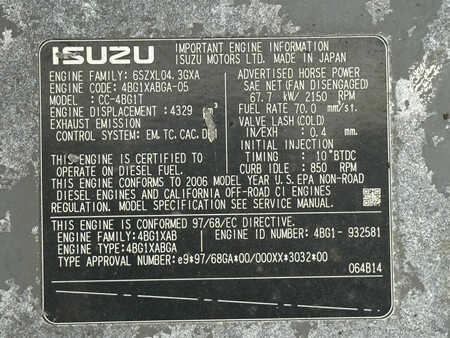 ISUZU
IMPORTANT ENGINE INFORMATION
ISUZU MOTORS LTD. MADE IN JAPAN
ENGINE FAMILY: 6SZXL04.3GXA
ENGINE CODE: 4BG1XABGA-05
MODEL: CC-4BG1T
ENGINE DISPLACEMENT: 4329 cm³
EXHAUST EMISSION
CONTROL SYSTEM: EM, TC, CAC,
ADVERTISED HORSE POWER
SAE NET (FAN DISENGAGED)
67.7 kW/ 2150 RPM
FUEL RATE 70.0 mm³/st.
VALVE LASH (COLD)
IN/EXH : 0.4 mm
INITIAL INJECTION
TIMING : 10°BTDC
CURB IDLE: 850 RPM
THIS ENGINE IS CERTIFIED TO
OPERATE ON DIESEL FUEL.
THIS ENGINE CONFORMS TO 2006 MODEL YEAR U.S.EPA NON-ROAD
DIESEL ENGINES AND CALIFORNIA OFF-ROAD CI ENGINES
REGULATION. MODEL SPECIFICATION SEE SERVICE MANUAL.
THIS ENGINE IS CONFORMED 97/68/EC DIRECTIVE.
ENGINE FAMILY:4BG1XAB
ENGINE ID NUMBER: 4BG1- 932581
ENGINE TYPE:4BG1XABGA
TYPE APPROVAL NUMBER:e9*97/68GA*00/000XX*3032*00
064B14